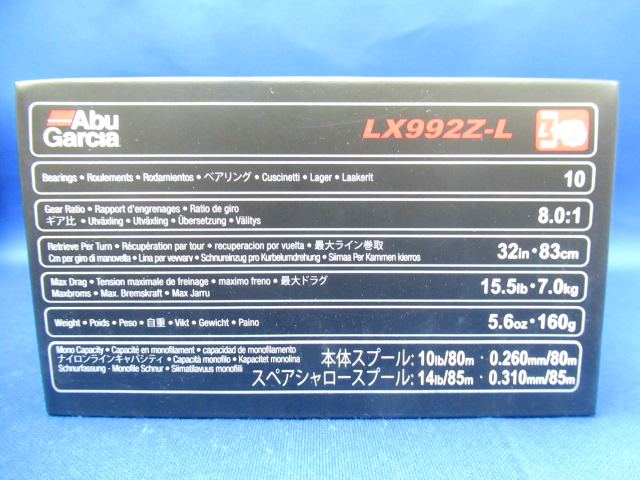 Abu
Garcia
LX992Z-L
L
Bearings • Roulements • Rodamientos • ベアリング • Cuscinetti • Lager • Laakerit
10
Gear Ratio • Rapport d'engrenages • Ratio de giro
ギア比 • Utväxling • Utväxling • Übersetzung • Välitys
8.0:1
Retrieve Per Turn • Récupération par tour • recuperacion por vuelta • 最大ライン巻取
Cm per giro di manovella • Lina per vevvarv • Schnureinzug pro Kurbelumdrehung • Siimaa Per Kammen kierros
32in • 83cm
Max Drag • Tension maximale de freinage • maximo freno • 最大ドラグ
Maxbroms • Max. Bremskraft • Max Jarru
15.5lb • 7.0kg
Weight • Poids • Peso • 自重 • Vikt • Gewicht • Paino
5.6oz • 160g
Mono Capacity • Capacité en monofilament • capacidad de monofilamento
ナイロンラインキャパシティ • Capacità monofilo • Kapacitet monolina
Schnurfassung - Monofile Schnur • Siimatilavuus monofiili
本体スプール: 10lb/80m • 0.260mm/80m
スペアシャロースプール: 14lb/85m • 0.310mm/85m